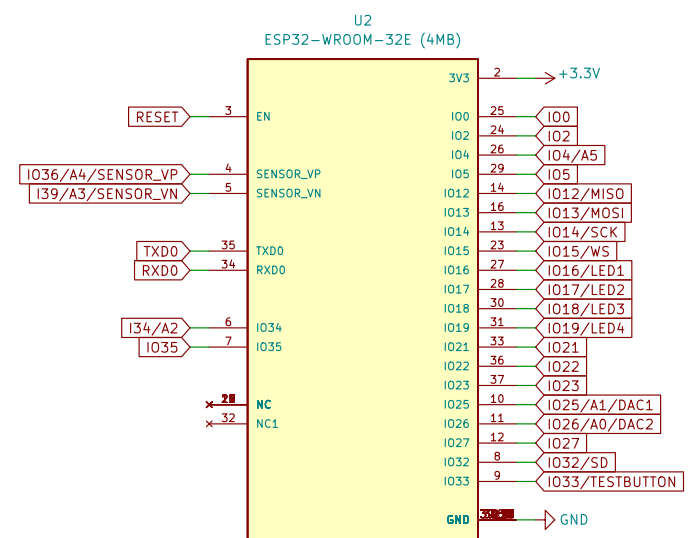 U2
ESP32-WROOM-32E (4MB)
3V3 2 +3.3V
RESET 3 EN
IO0 25 IO0
IO2 24 IO2
IO4 26 IO4/A5
IO36/A4/SENSOR_VP 4 SENSOR_VP
IO5 29 IO5
I39/A3/SENSOR_VN 5 SENSOR_VN
IO12 14 IO12/MISO
IO13 16 IO13/MOSI
IO14 13 IO14/SCK
TXD0 35 TXD0
IO15 23 IO15/WS
RXD0 34 RXD0
IO16 27 IO16/LED1
IO17 28 IO17/LED2
IO18 30 IO18/LED3
I34/A2 6 IO34
IO19 31 IO19/LED4
IO35 7 IO35
IO21 33 IO21
IO22 36 IO22
IO23 37 IO23
NC
IO25 10 IO25/A1/DAC1
32 NC1
IO26 11 IO26/A0/DAC2
IO27 12 IO27
IO32 8 IO32/SD
IO33 9 IO33/TESTBUTTON
GND GND